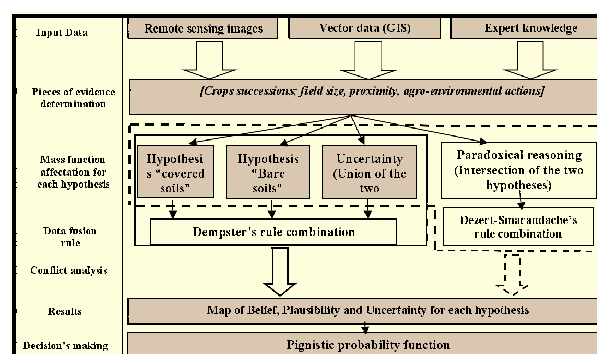 Input Data
Remote sensing images
Vector data (GIS)
Expert knowledge
Pieces of evidence
determination
[Crops successions; field size, proximity, agro-environmental actions]
Mass function
affectation for
each hypothesis
Hypothesi
s "covered
soils"
Hypothesis
"Bare
soils"
Uncertainty
(Union of the
two
Paradoxical reasoning
(Intersection of the two
hypotheses)
Data fusion
rule
Dempster's rule combination
Dezert-Smarandache's
rule combination
Conflict analysis
Results
Map of Belief, Plausibility and Uncertainty for each hypothesis
Decision's making
Pignistic probability function